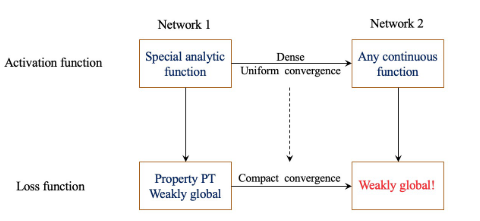 Network 1
Network 2
Activation function
Special analytic
function
Dense
Uniform convergence
Any continuous
function
Loss function
Property PT
Weakly global
Compact convergence
Weakly global!